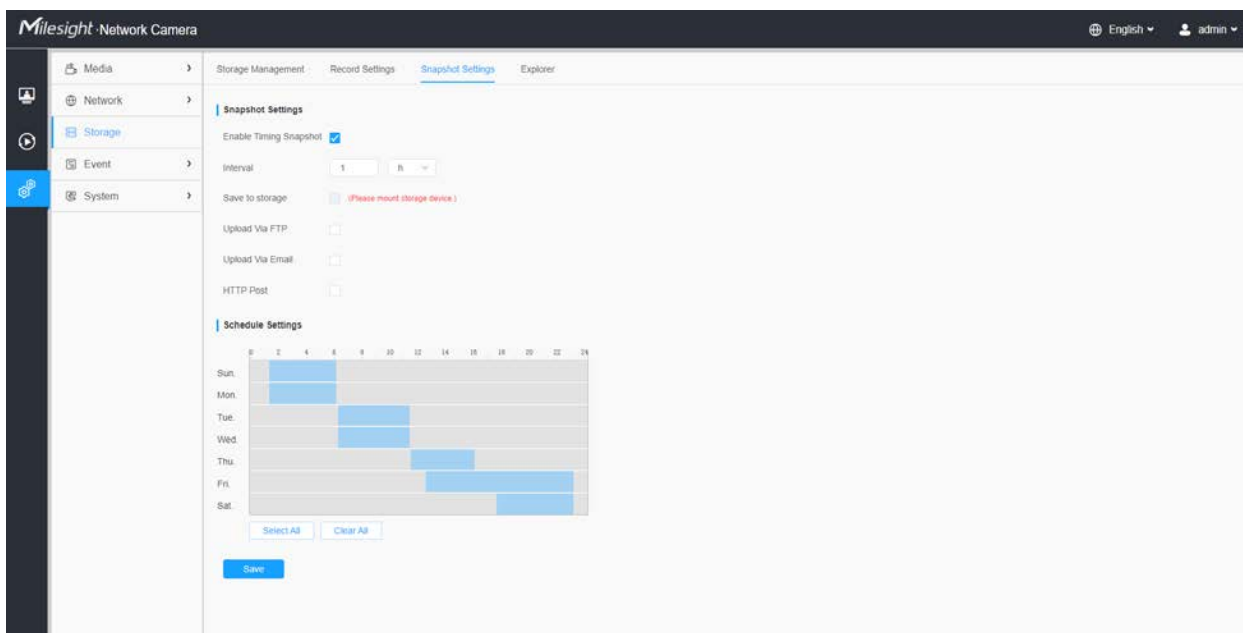 Milesight · Network Camera English admin
Media Storage Management Record Settings Snapshot Settings Explorer
Network
Snapshot Settings
Storage Enable Timing Snapshot
Event Interval 1 h
System Save to storage (Please mount storage device.)
Upload Via FTP
Upload Via Email
HTTP Post
Schedule Settings
0 2 4 6 8 10 12 14 16 18 20 22 24
Sun.
Mon.
Tue.
Wed.
Thu.
Fri.
Sat.
Select All Clear All
Save